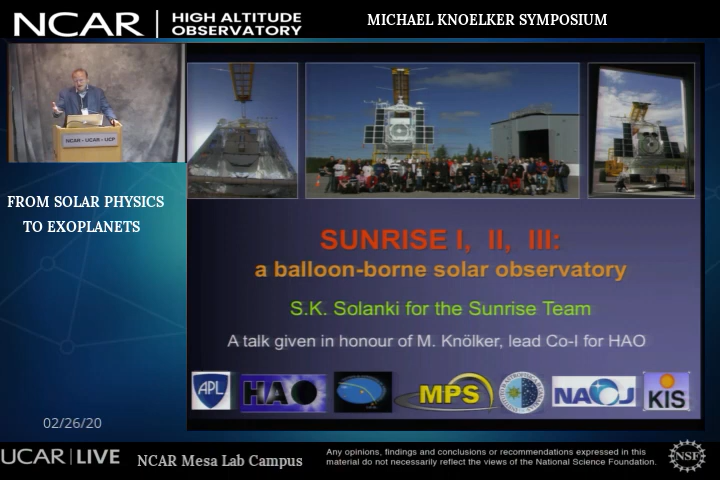 NCAR
HIGH ALTITUDE
OBSERVATORY
MICHAEL KNOELKER SYMPOSIUM
NCAR - UCAR - UCP
FROM SOLAR PHYSICS
TO EXOPLANETS
SUNRISE I, II, III:
a balloon-borne solar observatory
S.K. Solanki for the Sunrise Team
A talk given in honour of M. Knölker, lead Co-I for HAO
APL
HAO
MPS
NAOJ
KIS
02/26/20
UCAR | LIVE
NCAR Mesa Lab Campus
Any opinions, findings and conclusions or recommendations expressed in this
material do not necessarily reflect the views of the National Science Foundation.
NSF